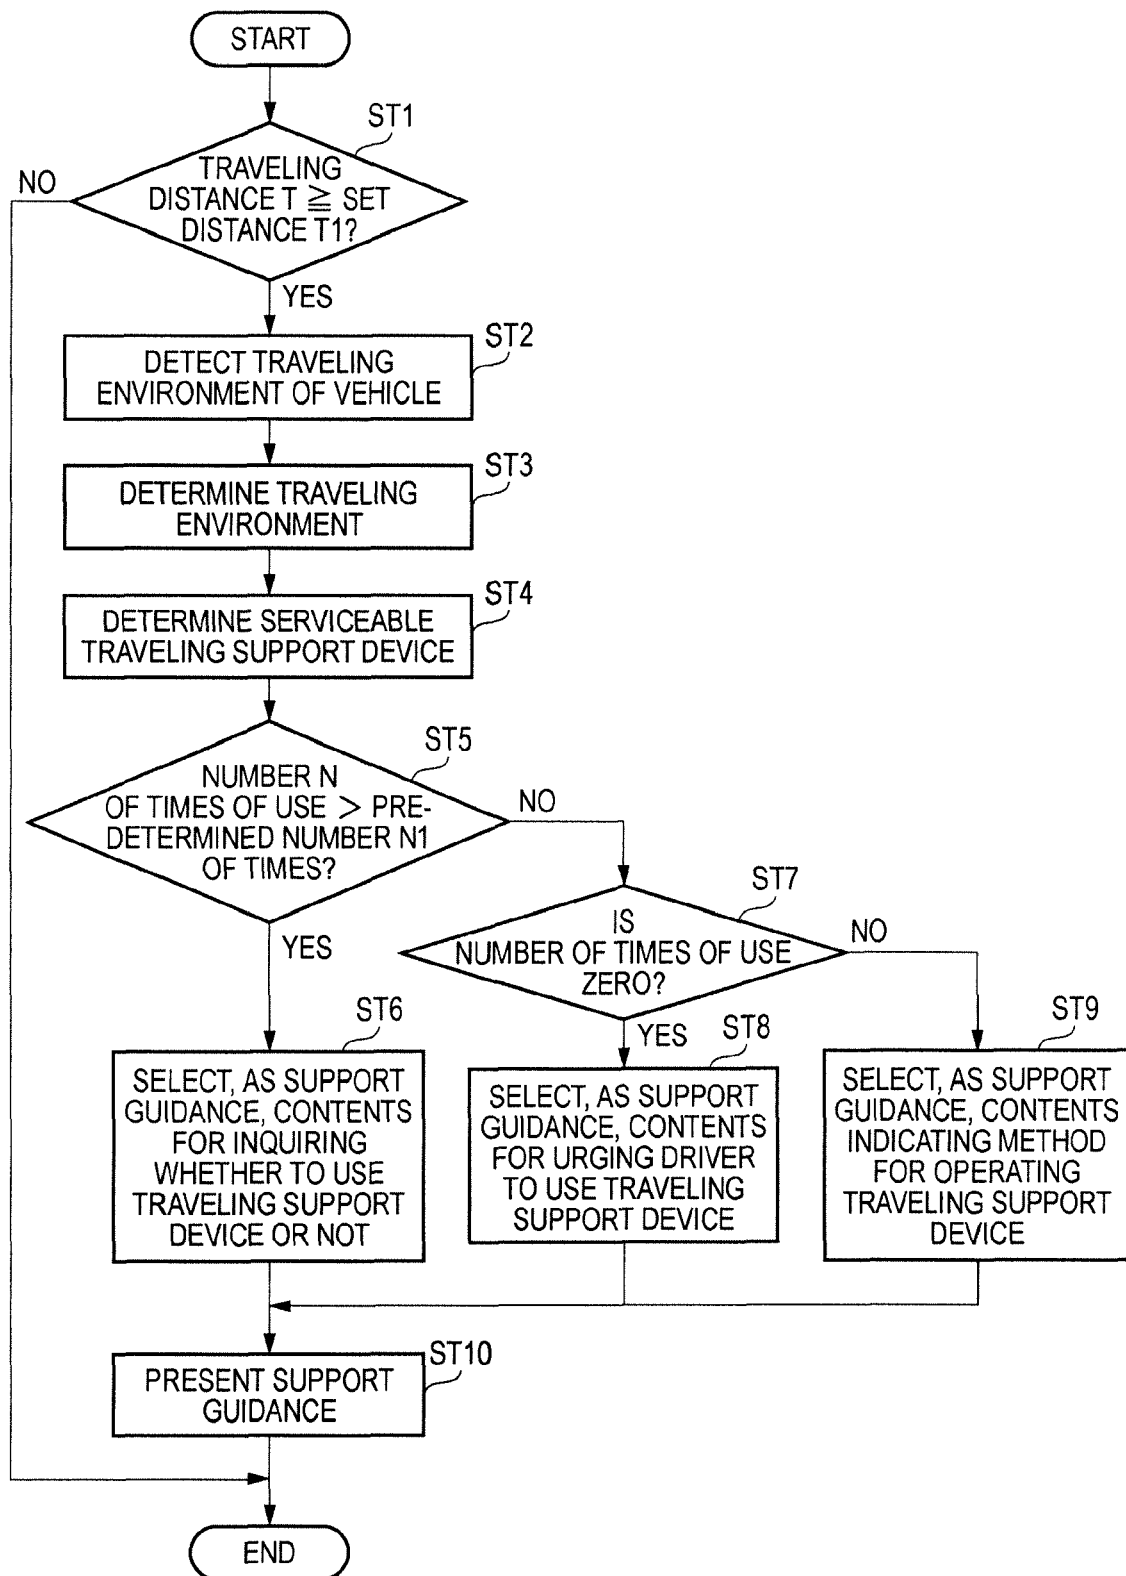 START
ST1
TRAVELING
DISTANCE T ≧ SET
DISTANCE T1?
NO
YES
ST2
DETECT TRAVELING
ENVIRONMENT OF VEHICLE
ST3
DETERMINE TRAVELING
ENVIRONMENT
ST4
DETERMINE SERVICEABLE
TRAVELING SUPPORT DEVICE
ST5
NUMBER N
OF TIMES OF USE > PRE-
DETERMINED NUMBER N1
OF TIMES?
NO
YES
ST7
IS
NUMBER OF TIMES OF USE
ZERO?
NO
YES
ST6
SELECT, AS SUPPORT
GUIDANCE, CONTENTS
FOR INQUIRING
WHETHER TO USE
TRAVELING SUPPORT
DEVICE OR NOT
ST8
SELECT, AS SUPPORT
GUIDANCE, CONTENTS
FOR URGING DRIVER
TO USE TRAVELING
SUPPORT DEVICE
ST9
SELECT, AS SUPPORT
GUIDANCE, CONTENTS
INDICATING METHOD
FOR OPERATING
TRAVELING SUPPORT
DEVICE
ST10
PRESENT SUPPORT
GUIDANCE
END